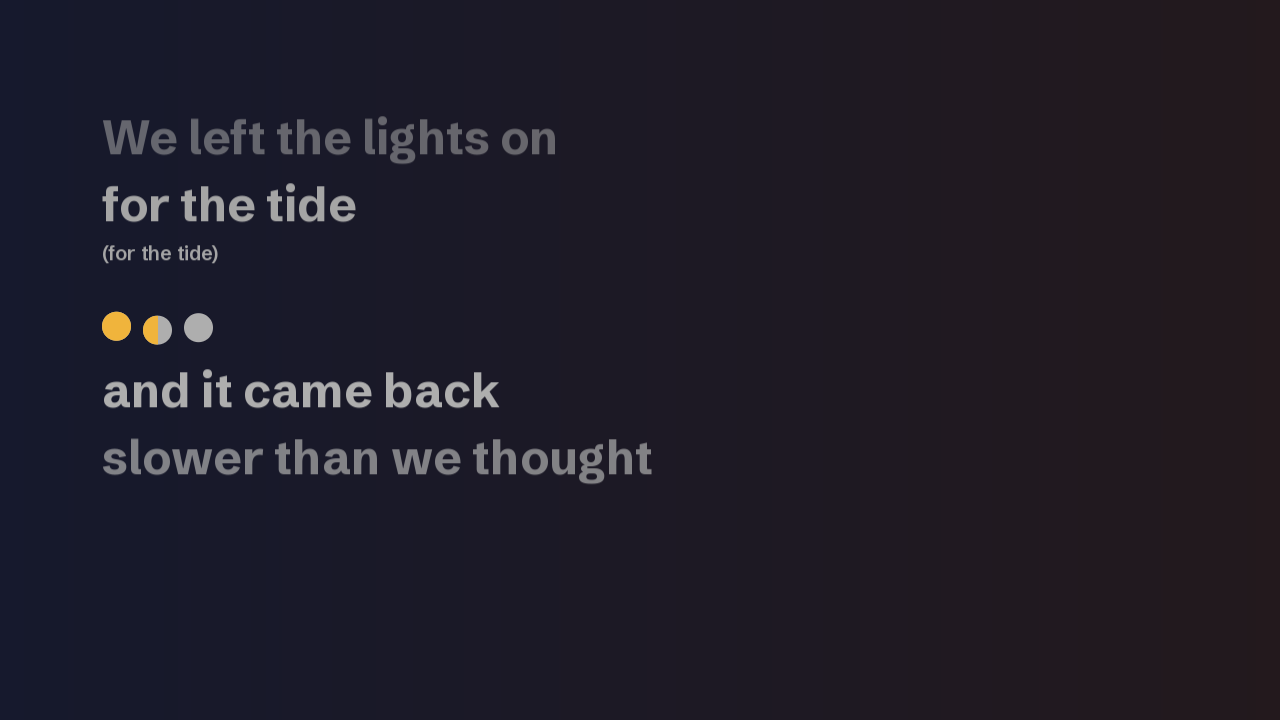 We left the lights on
for the tide
(for the tide)
and it came back
slower than we thought